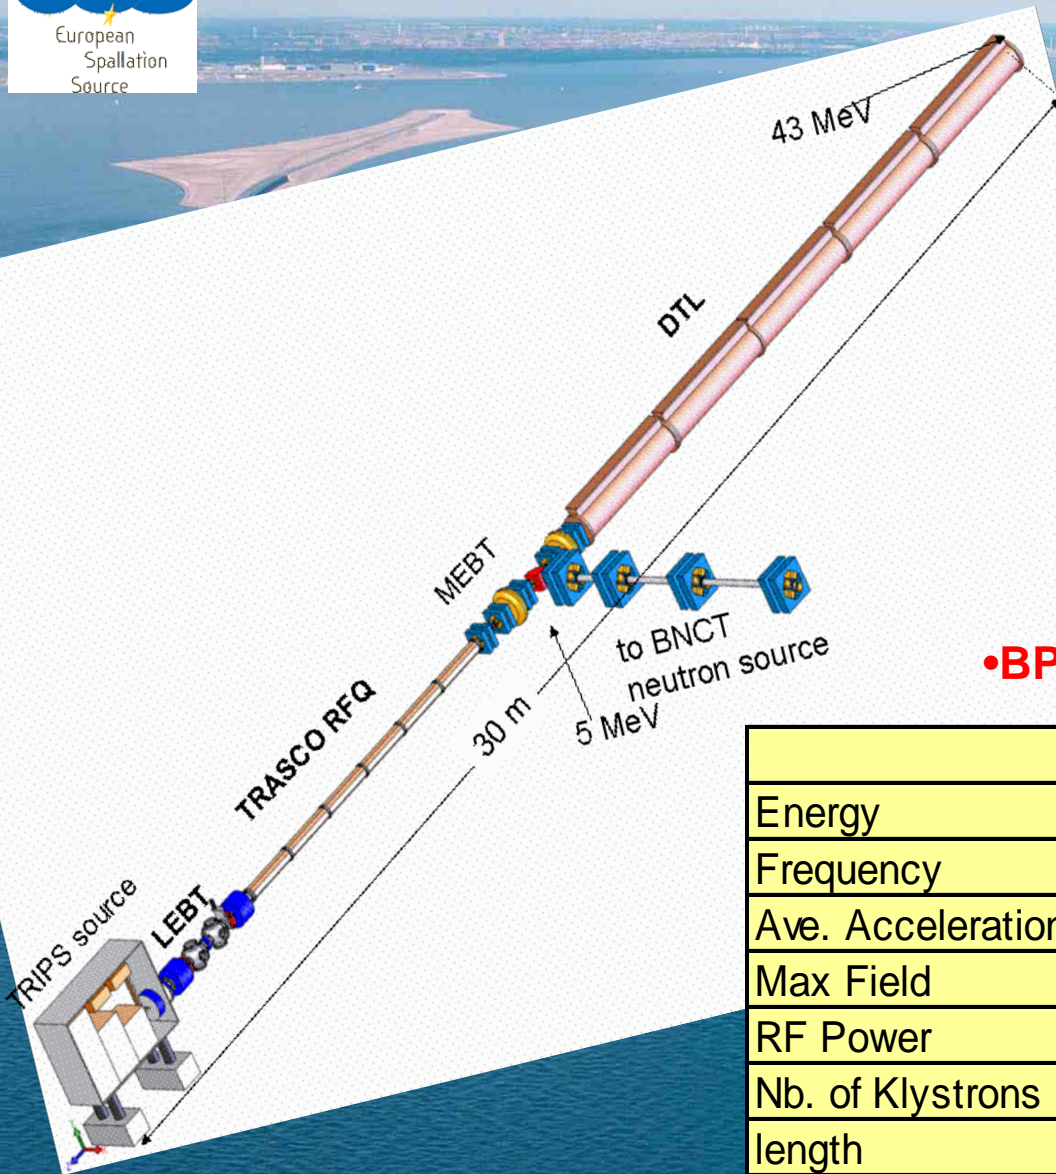 European
Spallation
Source
43 MeV
DTL
MEBT
to BNCT
neutron source
5 MeV
30 m
TRASCO RFQ
LEBT
TRIPS source
•BP
Energy
Frequency
Ave. Acceleration
Max Field
RF Power
Nb. of Klystrons
length